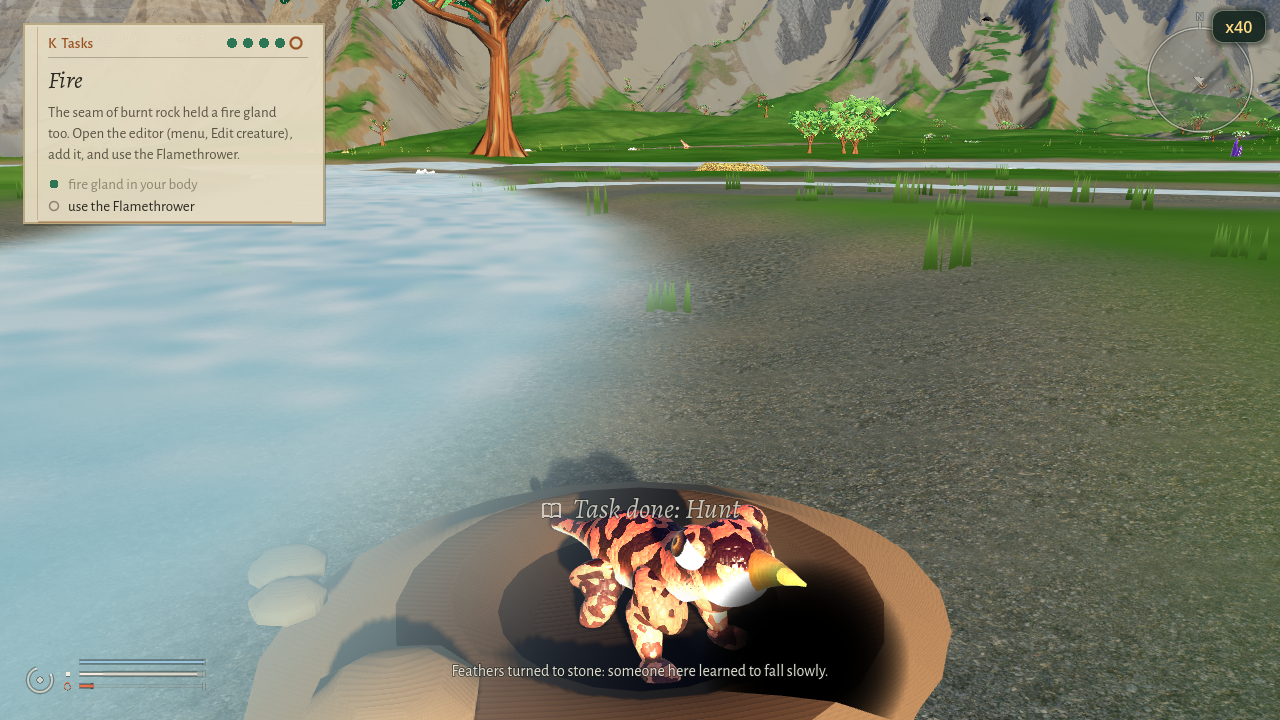 K Tasks
Fire
The seam of burnt rock held a fire gland
too. Open the editor (menu, Edit creature),
add it, and use the Flamethrower.
fire gland in your body
use the Flamethrower
x40
N
Task done: Hunt
Feathers turned to stone: someone here learned to fall slowly.